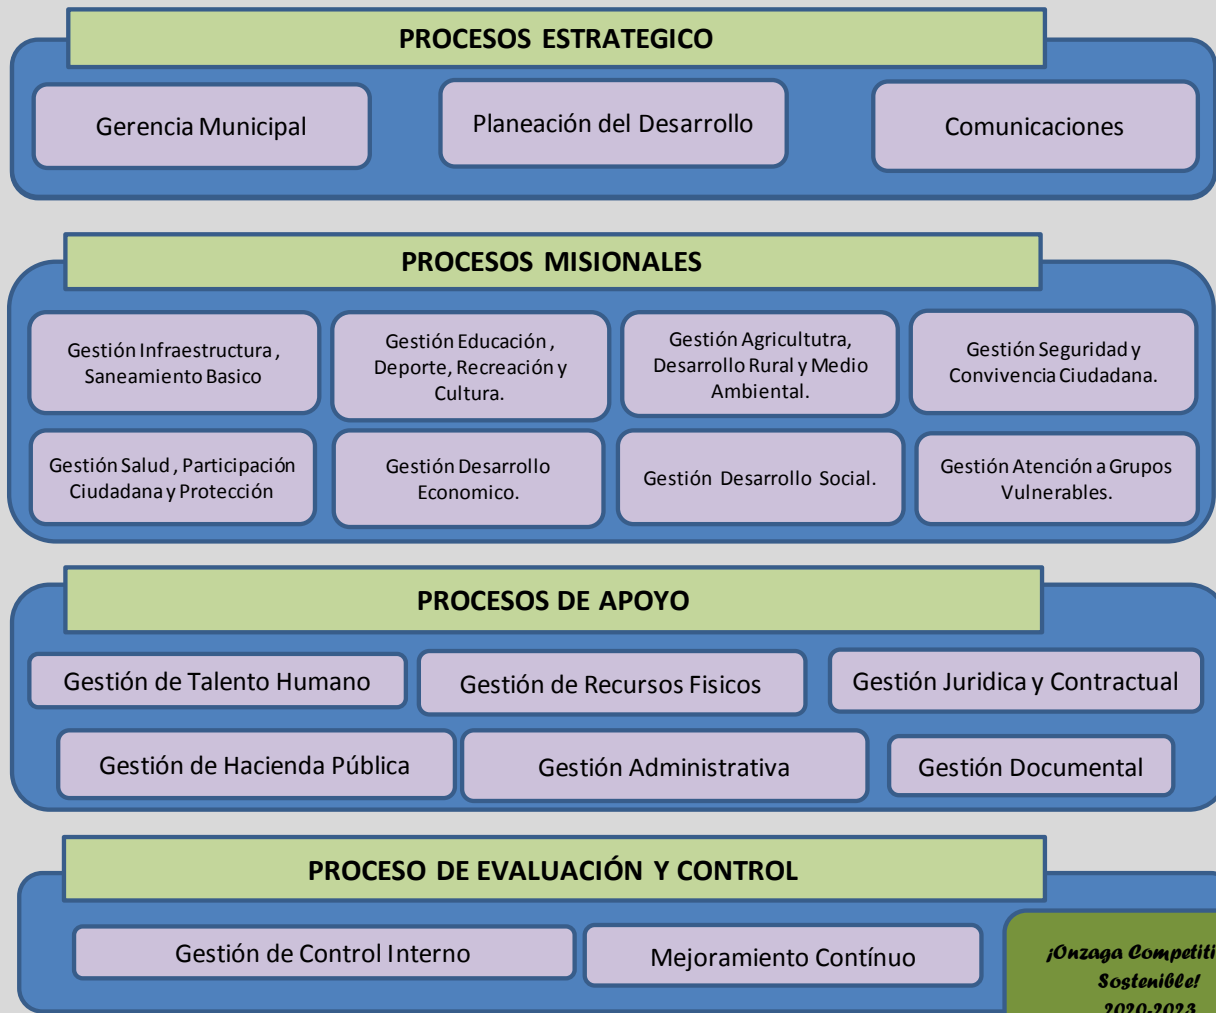 PROCESOS ESTRATEGICO
Gerencia Municipal
Planeación del Desarrollo
Comunicaciones
PROCESOS MISIONALES
Gestión Infraestructura ,
Saneamiento Basico
Gestión Educación ,
Deporte, Recreación y
Cultura.
Gestión Agricultutra,
Desarrollo Rural y Medio
Ambiental.
Gestión Seguridad y
Convivencia Ciudadana.
Gestión Salud , Participación
Ciudadana y Protección
Gestión Desarrollo
Economico.
Gestión Desarrollo Social.
Gestión Atención a Grupos
Vulnerables.
PROCESOS DE APOYO
Gestión de Talento Humano
Gestión de Recursos Fisicos
Gestión Juridica y Contractual
Gestión de Hacienda Pública
Gestión Administrativa
Gestión Documental
PROCESO DE EVALUACIÓN Y CONTROL
Gestión de Control Interno
Mejoramiento Contínuo
¡Onzaga
Sostenible!
2020-2023